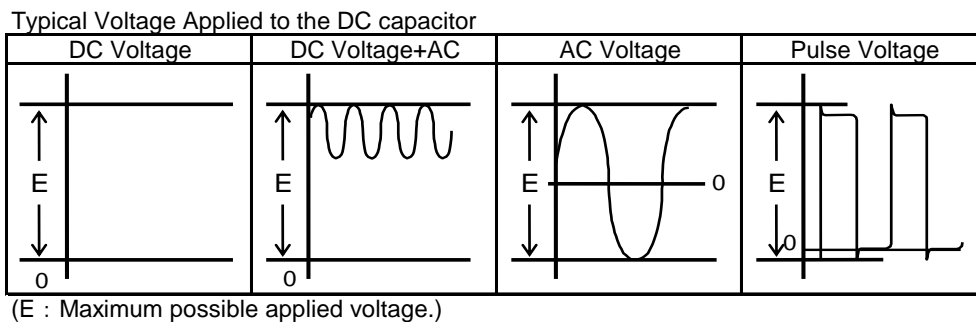 Typical Voltage Applied to the DC capacitor
DC Voltage
DC Voltage+AC
AC Voltage
Pulse Voltage
E
0
E
0
E
0
E
0
(E：Maximum possible applied voltage.)